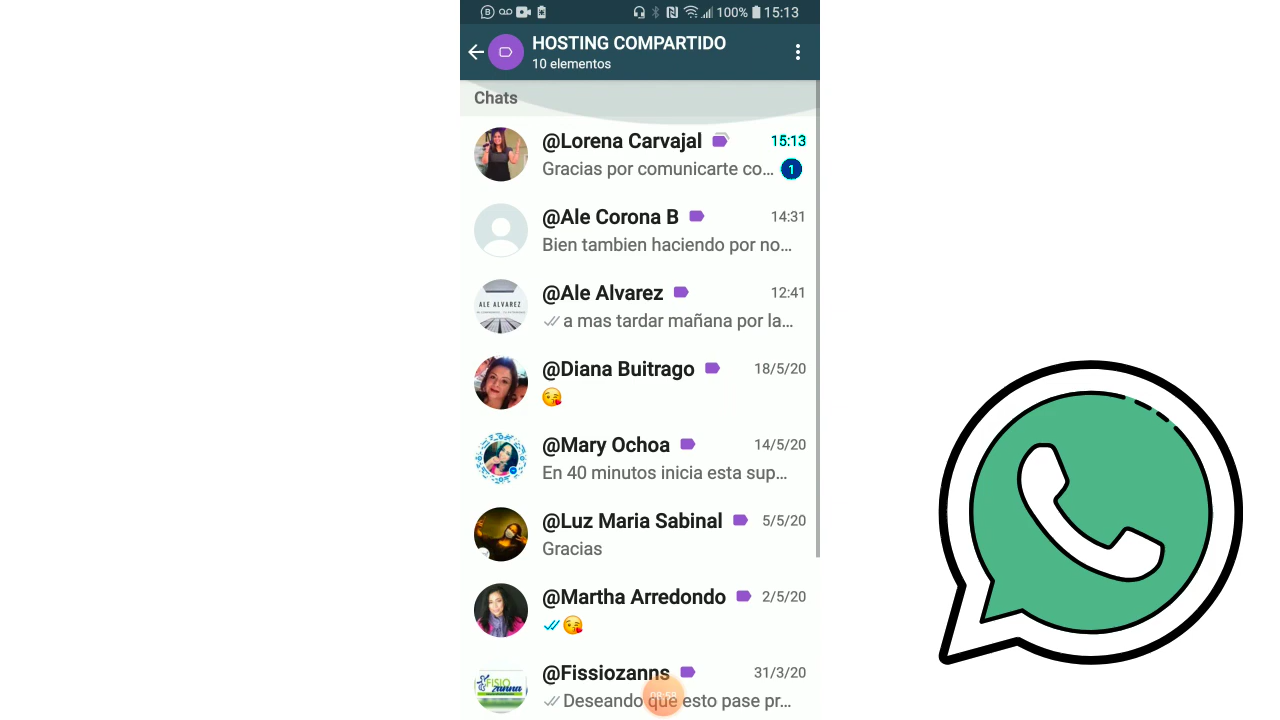 100% 15:13
HOSTING COMPARTIDO
10 elementos
Chats
@Lorena Carvajal 15:13
Gracias por comunicarte co... 1
@Ale Corona B 14:31
Bien tambien haciendo por no...
ALE ALVAREZ
@Ale Alvarez 12:41
a mas tardar mañana por la...
@Diana Buitrago 18/5/20
@Mary Ochoa 14/5/20
En 40 minutos inicia esta sup...
@Luz Maria Sabinal 5/5/20
Gracias
@Martha Arredondo 2/5/20
@Fissiozanns 31/3/20
FISIO
zanna
Deseando que esto pase pr...